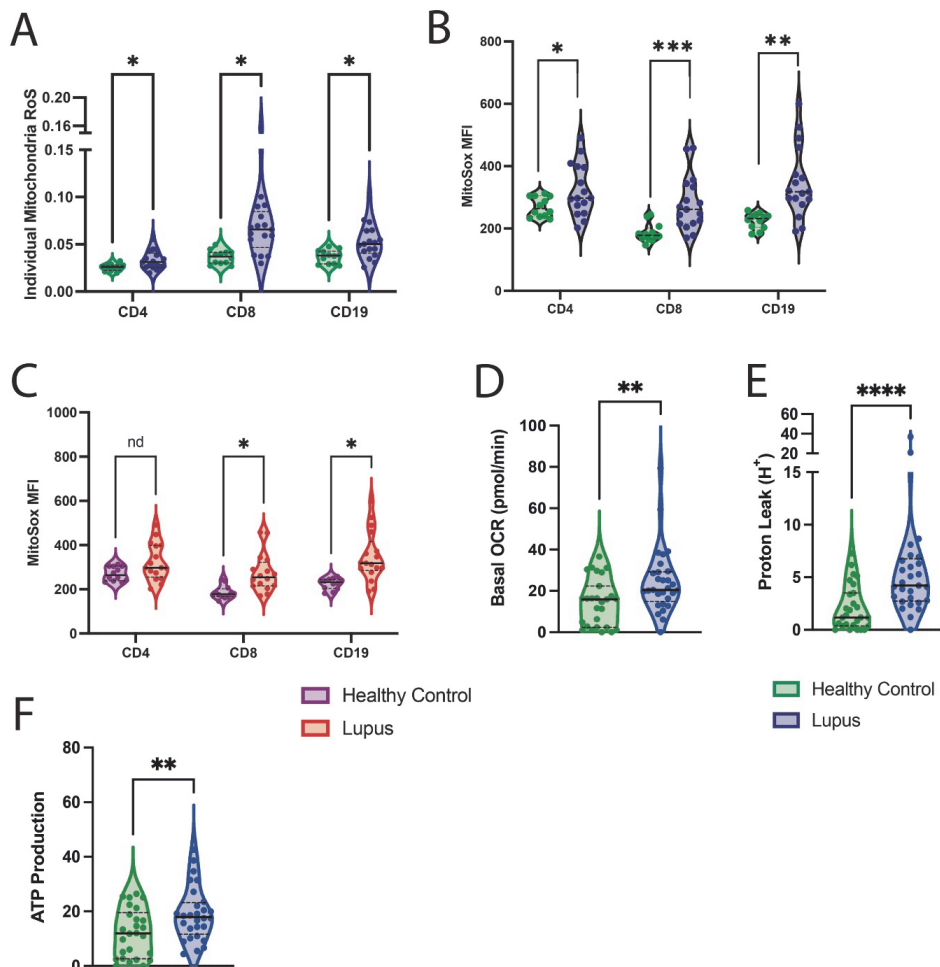 A
Individual Mitochondria RoS
0.20
0.16
0.15
0.10
0.05
0.00
* * *
CD4 CD8 CD19
B
MitoSox MFI
800
600
400
200
0
* *** **
CD4 CD8 CD19
C
MitoSox MFI
1000
800
600
400
200
0
nd * *
CD4 CD8 CD19
D
Basal OCR (pmol/min)
100
80
60
40
20
0
**
E
Proton Leak (H⁺)
60
40
20
15
10
5
0
****
Healthy Control
Lupus
Healthy Control
Lupus
F
ATP Production
80
60
40
20
0
**